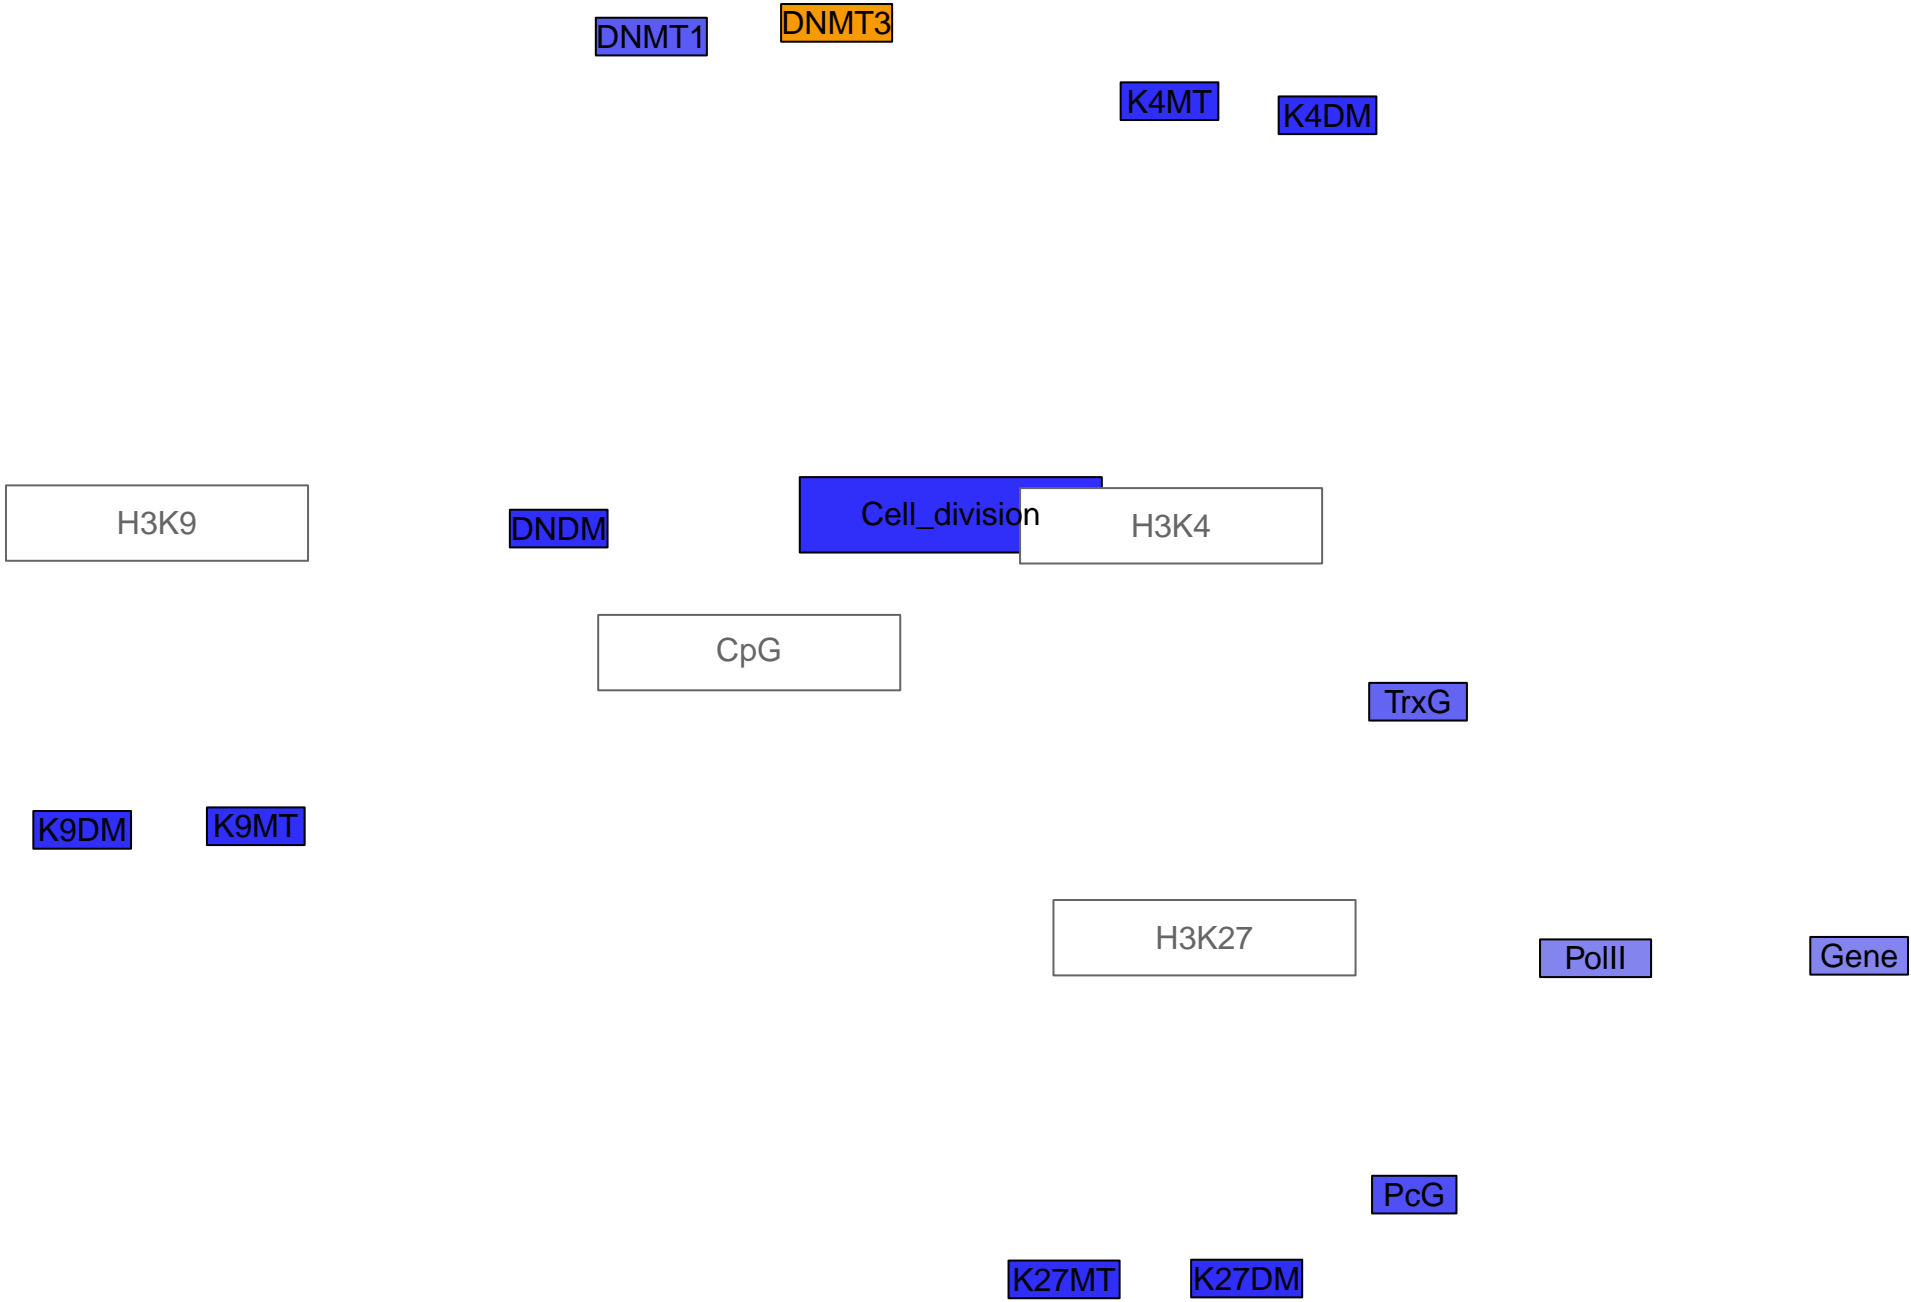 DNMT1
DNMT3
K4MT
K4DM
H3K9
DNDM
Cell_division
H3K4
CpG
TrxG
K9DM
K9MT
H3K27
PolII
Gene
PcG
K27MT
K27DM